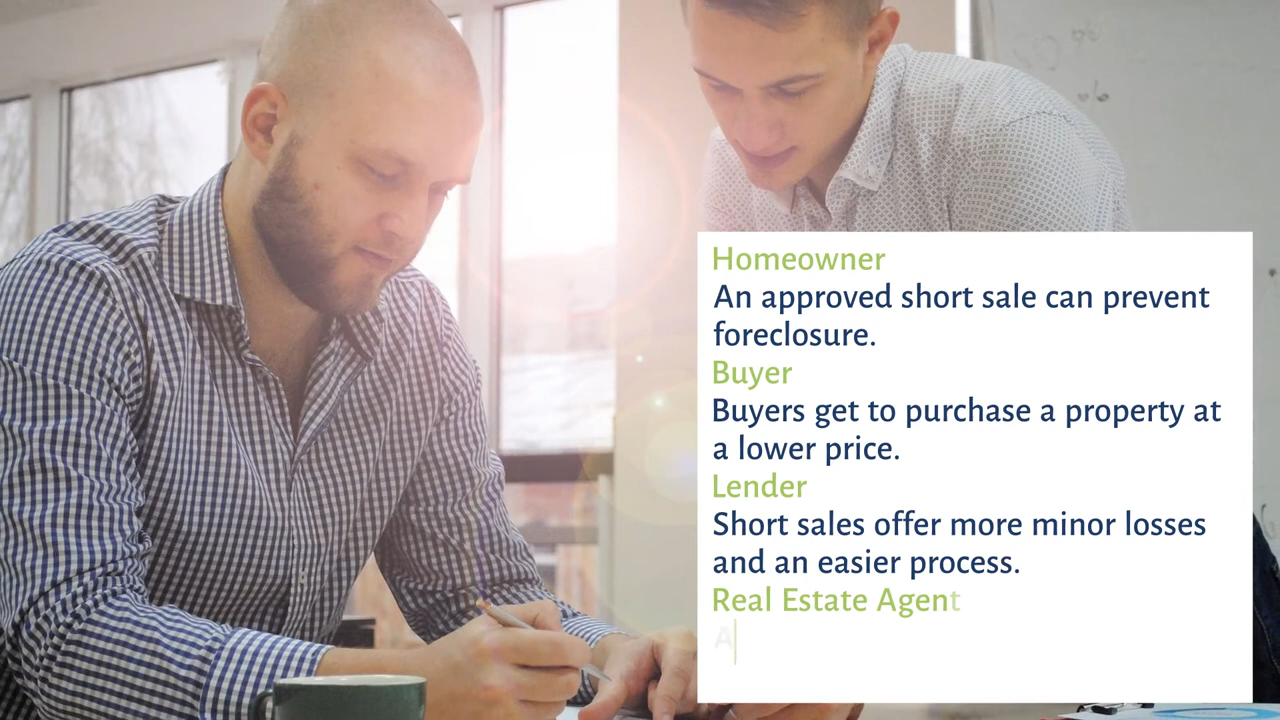 Homeowner
An approved short sale can prevent
foreclosure.
Buyer
Buyers get to purchase a property at
a lower price.
Lender
Short sales offer more minor losses
and an easier process.
Real Estate Agent
A